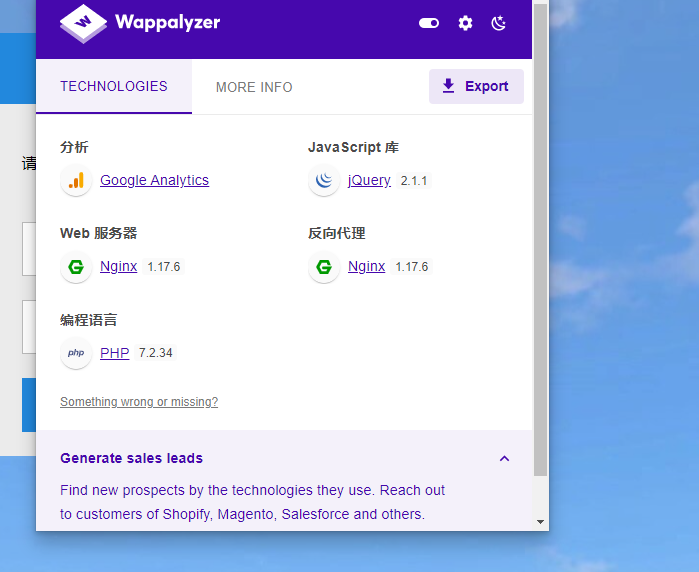 Wappalyzer
TECHNOLOGIES
MORE INFO
Export
请
分析
Google Analytics
JavaScript 库
jQuery 2.1.1
Web 服务器
Nginx 1.17.6
反向代理
Nginx 1.17.6
编程语言
php
PHP 7.2.34
Something wrong or missing?
Generate sales leads
Find new prospects by the technologies they use. Reach out
to customers of Shopify, Magento, Salesforce and others.